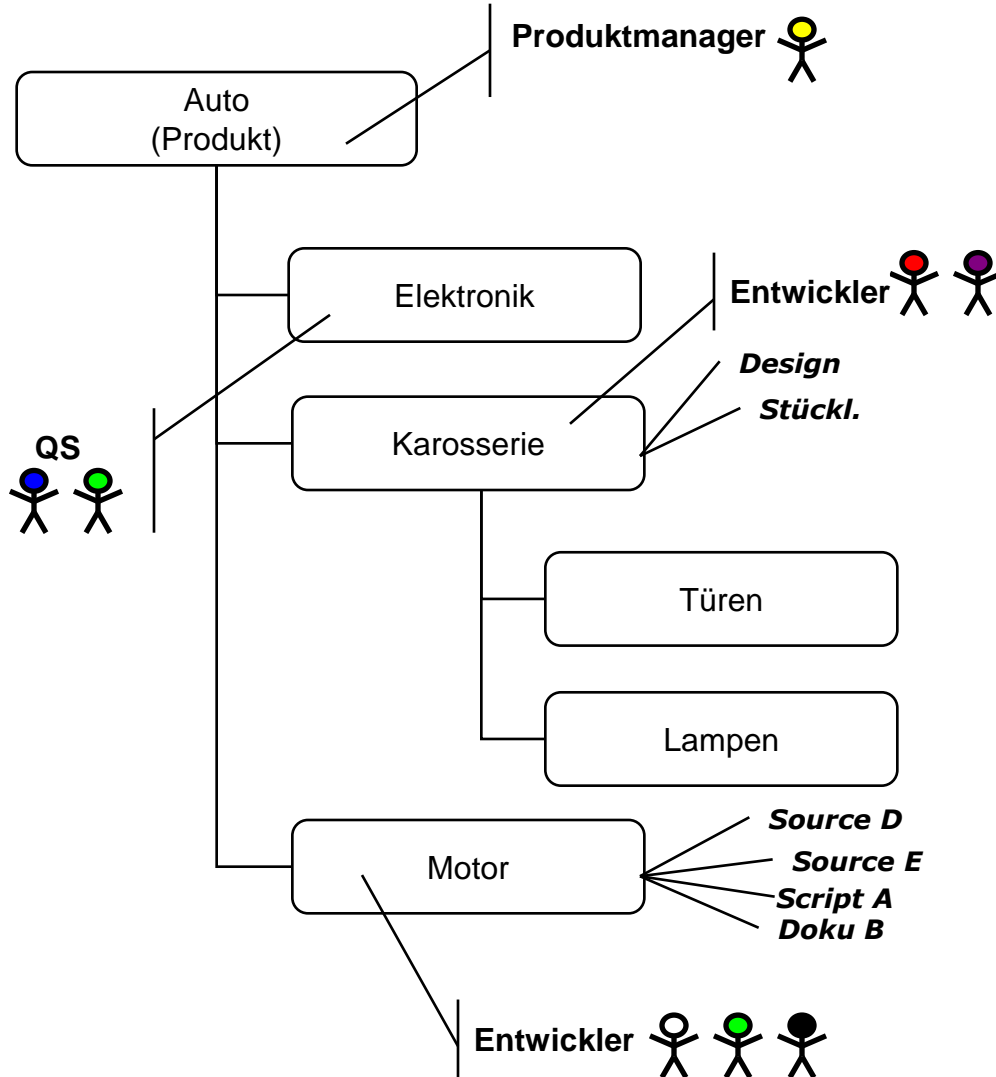 Produktmanager
Auto
(Produkt)
Elektronik
Entwickler
Design
Stückl.
Karosserie
QS
Türen
Lampen
Source D
Source E
Motor
Script A
Doku B
Entwickler